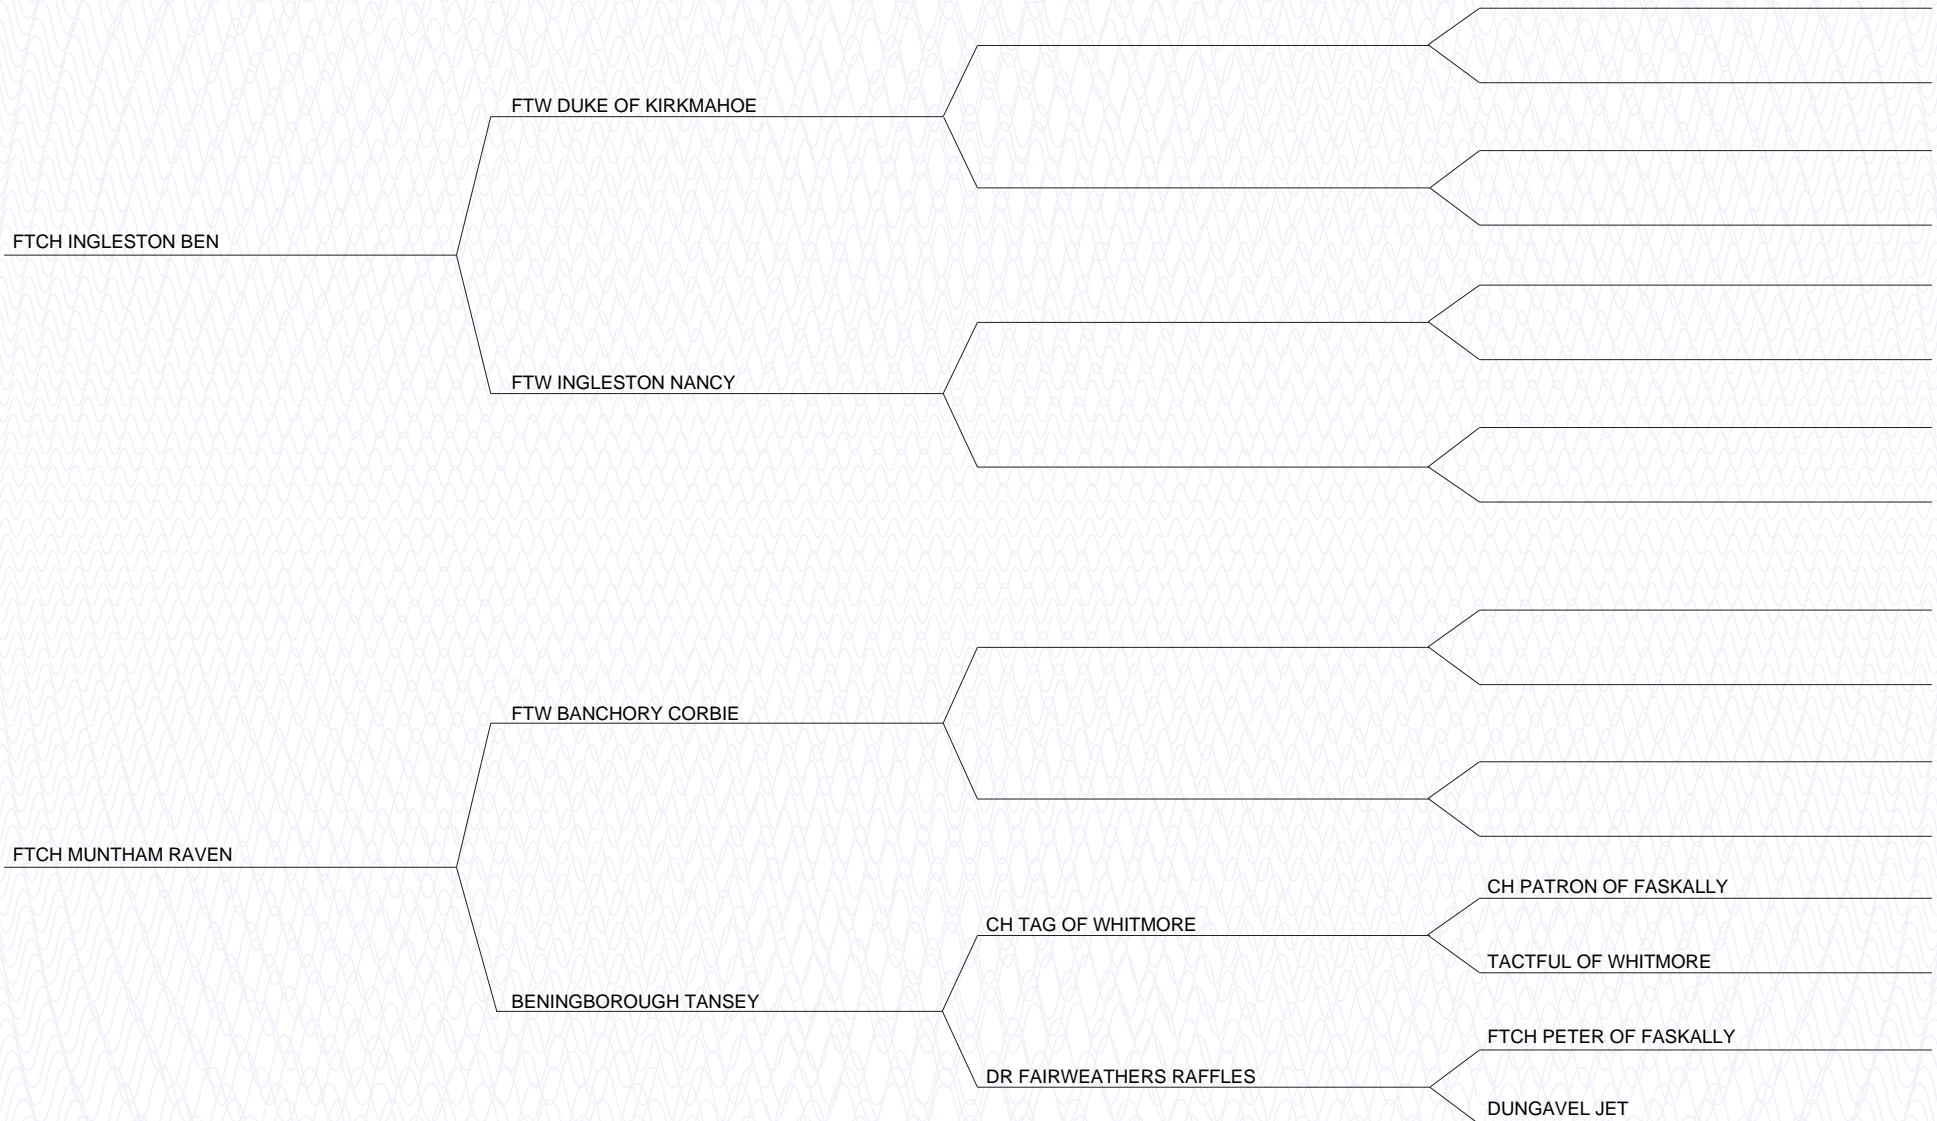 FTW DUKE OF KIRKMAHOE
FTCH INGLESTON BEN
FTW INGLESTON NANCY
FTW BANCHORY CORBIE
FTCH MUNTHAM RAVEN
CH PATRON OF FASKALLY
CH TAG OF WHITMORE
TACTFUL OF WHITMORE
BENINGBOROUGH TANSEY
FTCH PETER OF FASKALLY
DR FAIRWEATHERS RAFFLES
DUNGAVEL JET